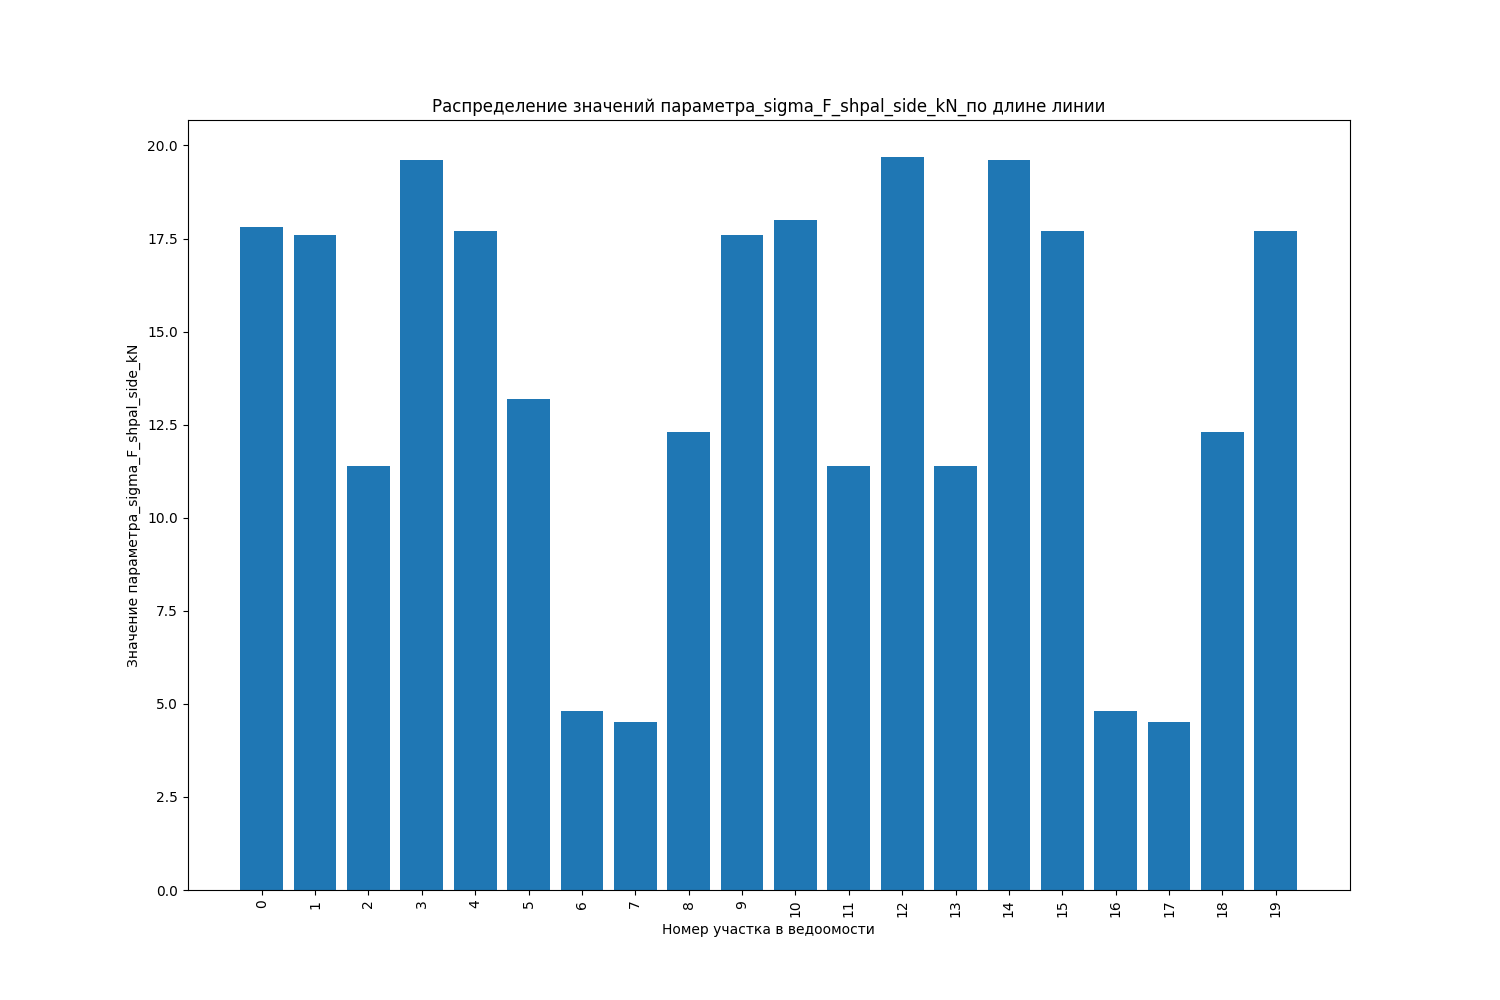 Распределение значений параметра_sigma_F_shpal_side_kN_по длине линии
Значение параметра_sigma_F_shpal_side_kN
20.0
17.5
15.0
12.5
10.0
7.5
5.0
2.5
0.0
0 1 2 3 4 5 6 7 8 9 10 11 12 13 14 15 16 17 18 19
Номер участка в ведоомости